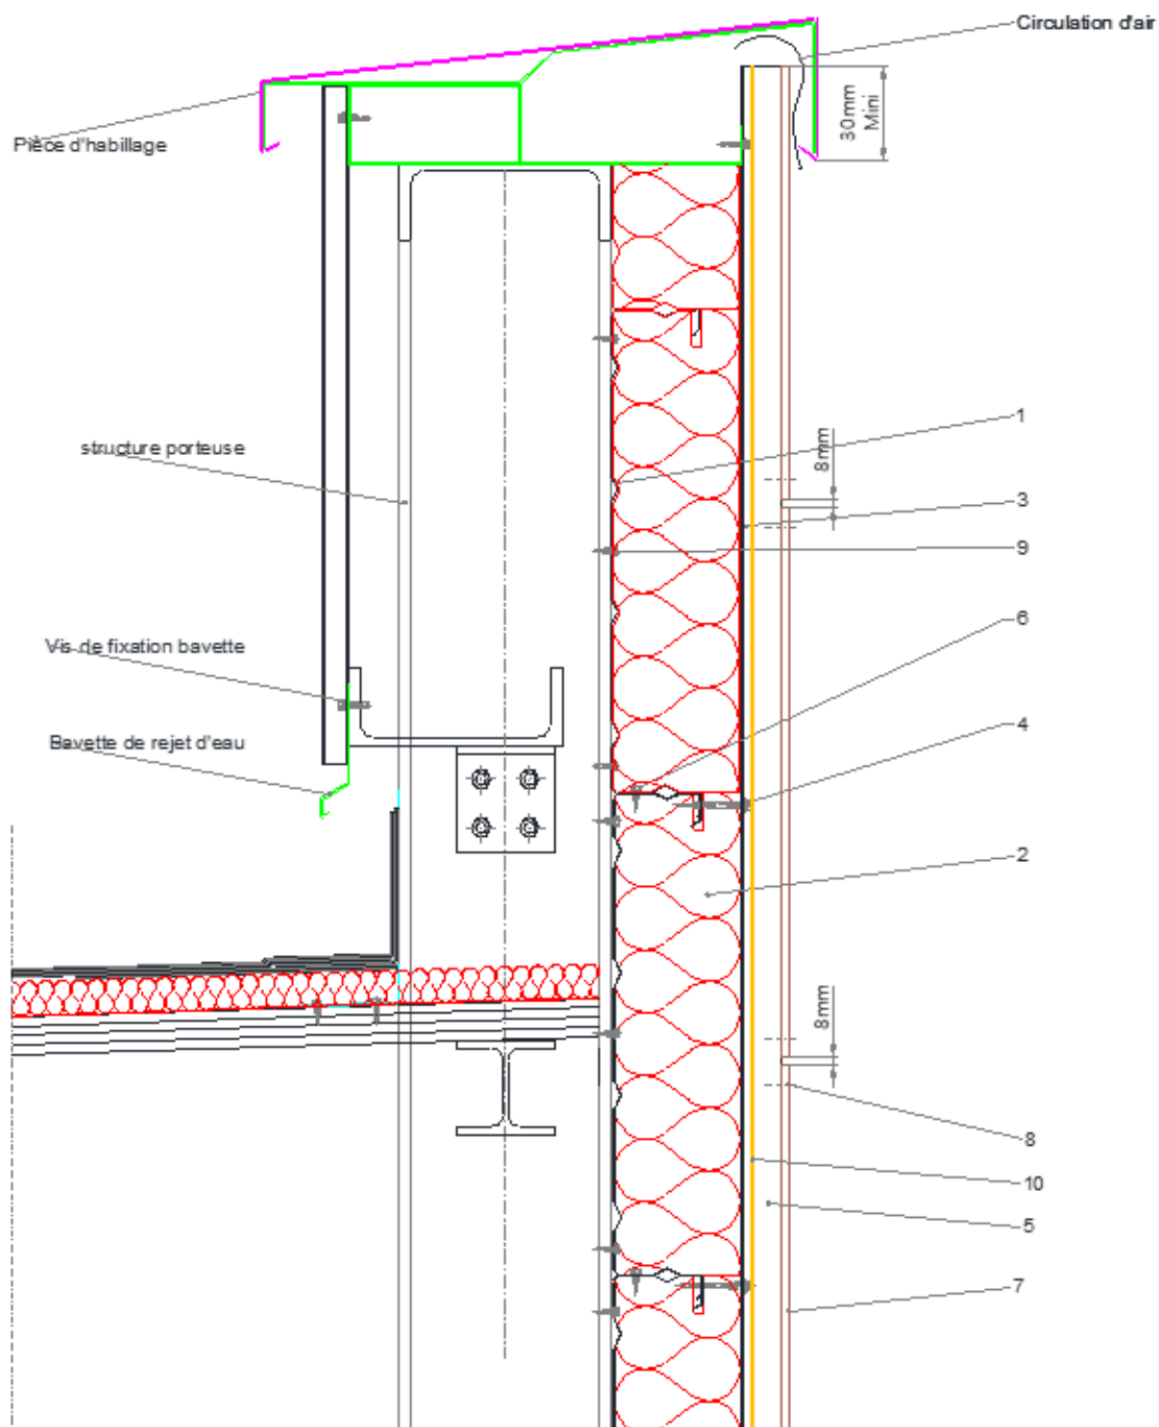 Circulation d'air
30mm
Mini
Pièce d'habillage
1
8mm
structure porteuse
3
9
6
Vis de fixation bavette
4
Bavette de rejet d'eau
2
8mm
8
10
5
7